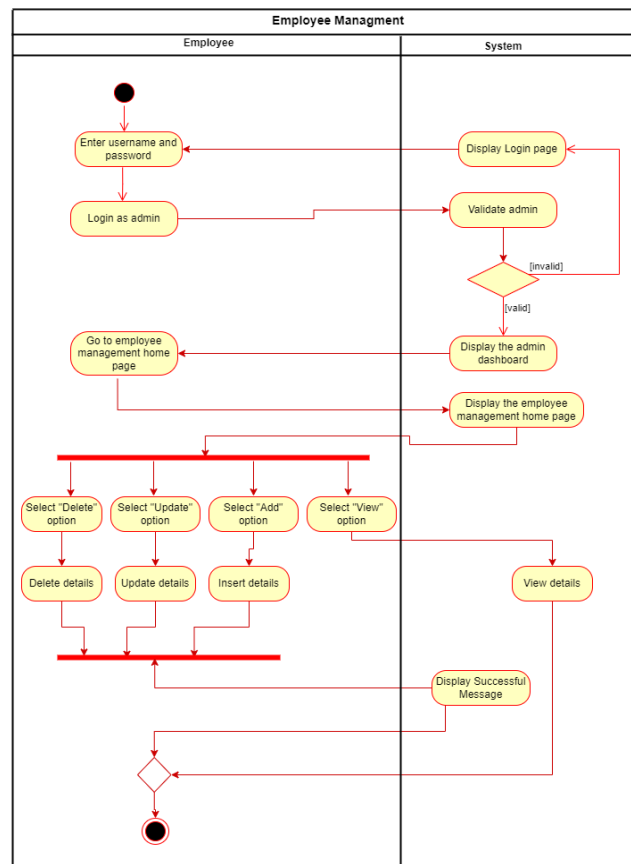 Employee Managment
Employee
System
Enter username and
password
Display Login page
Login as admin
Validate admin
[invalid]
[valid]
Go to employee
management home
page
Display the admin
dashboard
Display the employee
management home page
Select "Delete"
option
Select "Update"
option
Select "Add"
option
Select "View"
option
Delete details
Update details
Insert details
View details
Display Successful
Message